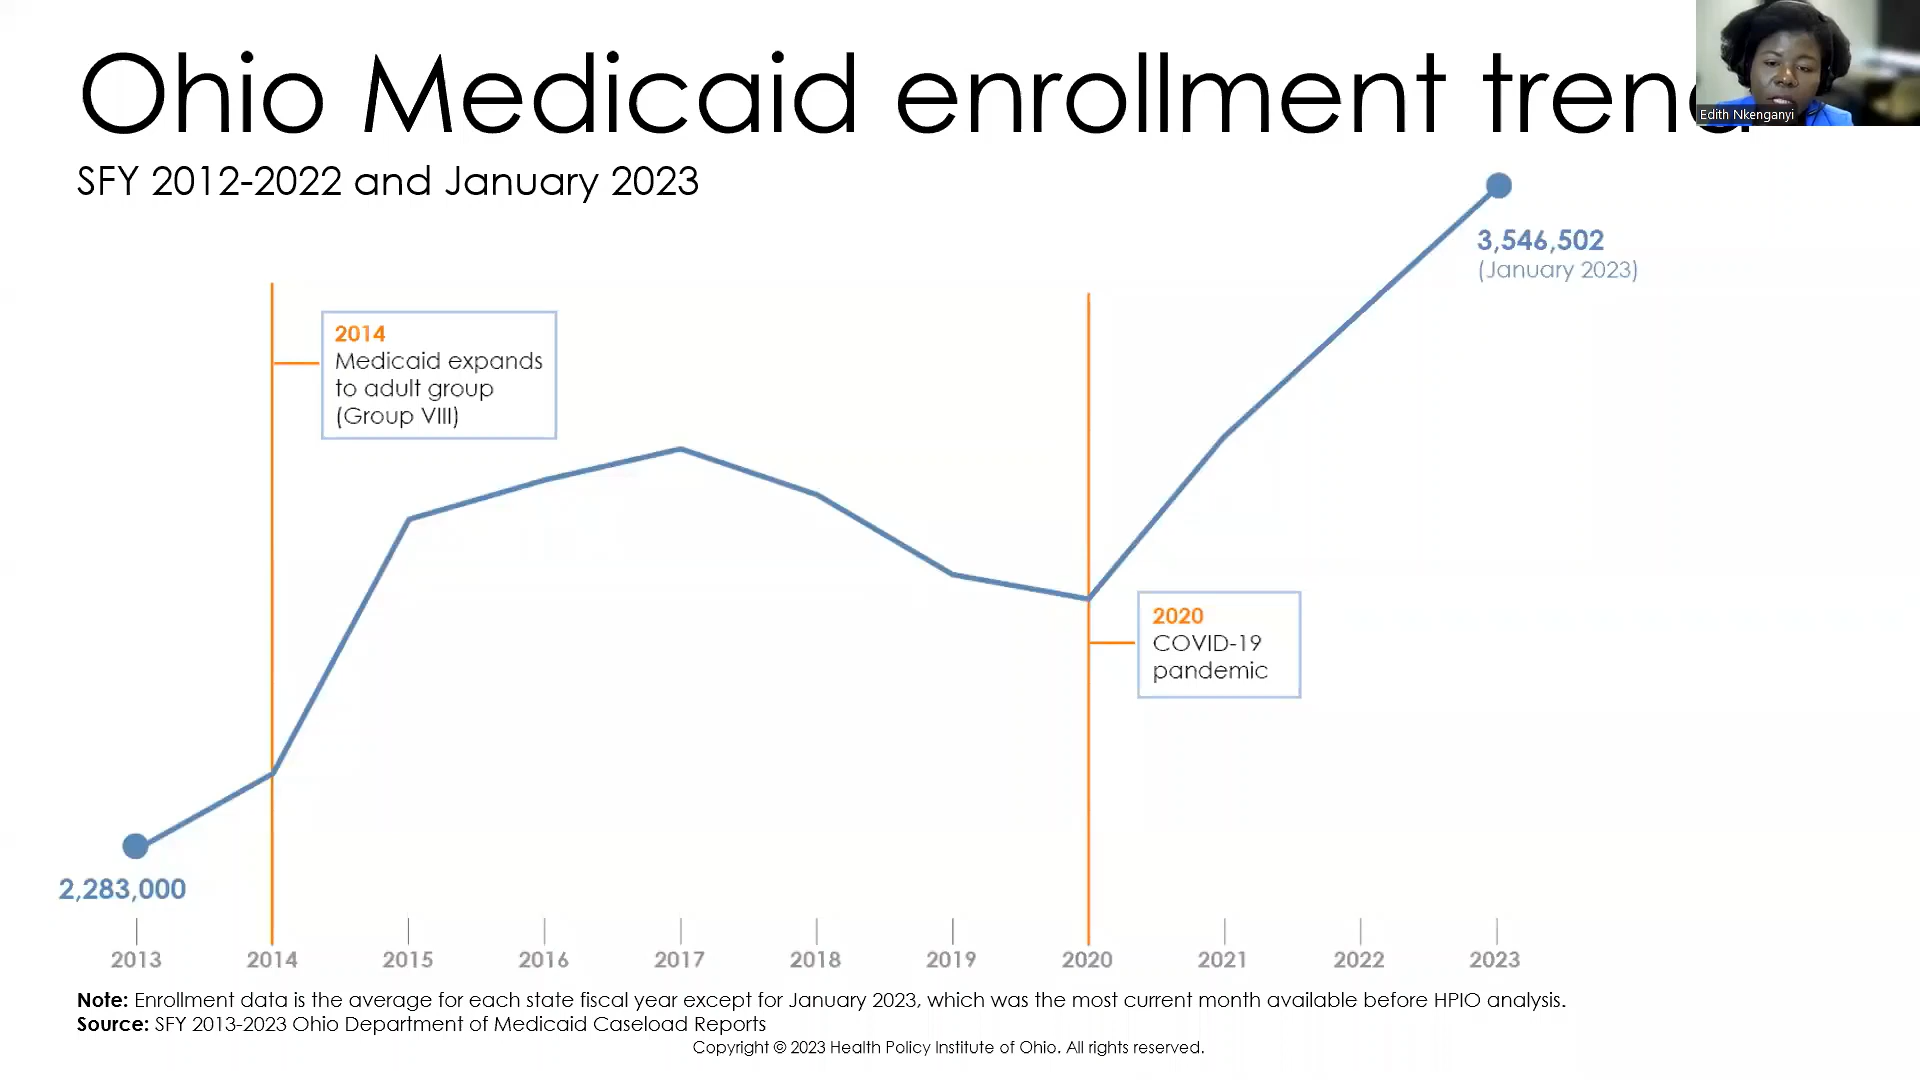 Ohio Medicaid enrollment
SFY 2012-2022 and January 2023
Edith Nkenganyi
3,546,502
(January 2023)
2014
Medicaid expands
to adult group
(Group VIII)
2020
COVID-19
pandemic
2,283,000
2013 2014 2015 2016 2017 2018 2019 2020 2021 2022 2023
Note: Enrollment data is the average for each state fiscal year except for January 2023, which was the most current month available before HPIO analysis.
Source: SFY 2013-2023 Ohio Department of Medicaid Caseload Reports
Copyright © 2023 Health Policy Institute of Ohio. All rights reserved.